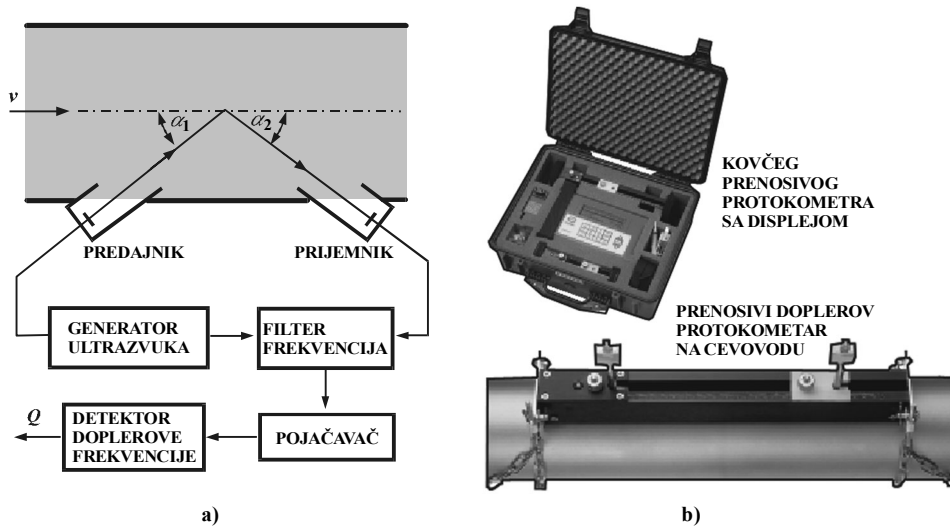 v
α1
α2
PREDAJNIK
PRIJEMNIK
GENERATOR
ULTRAZVUKA
FILTER
FREKVENCIJA
Q
DETEKTOR
DOPLEROVE
FREKVENCIJE
POJAČAVAČ
a)
KOVČEG
PRENOSIVOG
PROTOKOMETRA
SA DISPLEJOM
PRENOSIVI DOPLEROV
PROTOKOMETAR
NA CEVOVODU
b)